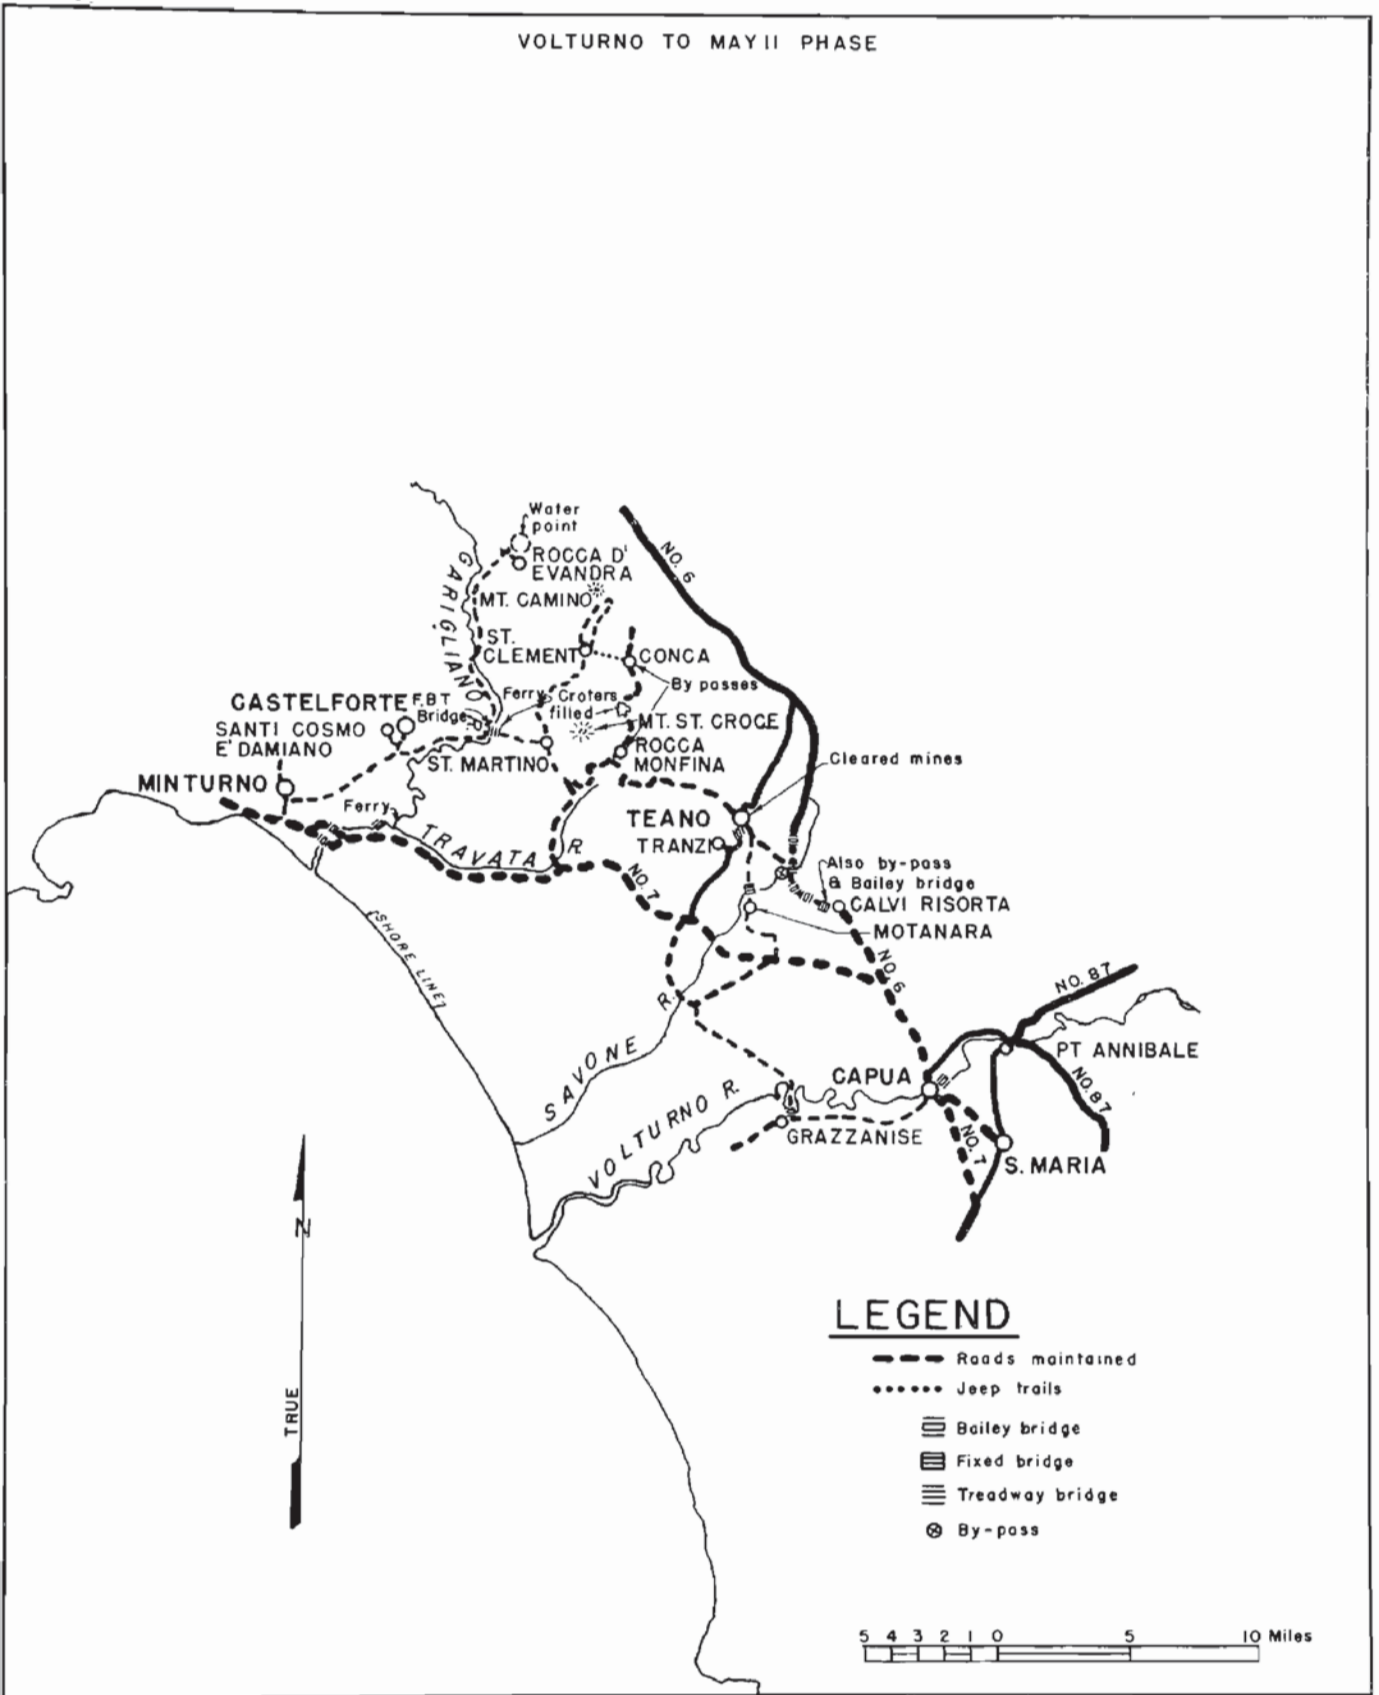 VOLTURNO TO MAY 11 PHASE
Water
point
ROCCA D'
EVANDRA
NO. 6
GARIGLIANO
MT. CAMINO
ST.
CLEMENT
CONCA
By passes
CASTELFORTE
F.B T
Bridge
Ferry
Croters
filled
SANTI COSMO
E' DAMIANO
MT. ST. CROCE
ROCCA
MONFINA
ST. MARTINO
MINTURNO
Cleared mines
Ferry
TEANO
TRANZI
TRAVATA R.
NO. 7
Also by-pass
& Bailey bridge
CALVI RISORTA
MOTANARA
(SHORE LINE)
NO. 6
NO. 87
SAVONE R.
PT ANNIBALE
CAPUA
NO. 87
VOLTURNO R.
GRAZZANISE
NO. 7
S. MARIA
N
TRUE
LEGEND
Roads maintained
Jeep trails
Bailey bridge
Fixed bridge
Treadway bridge
By-pass
5 4 3 2 1 0 5 10 Miles